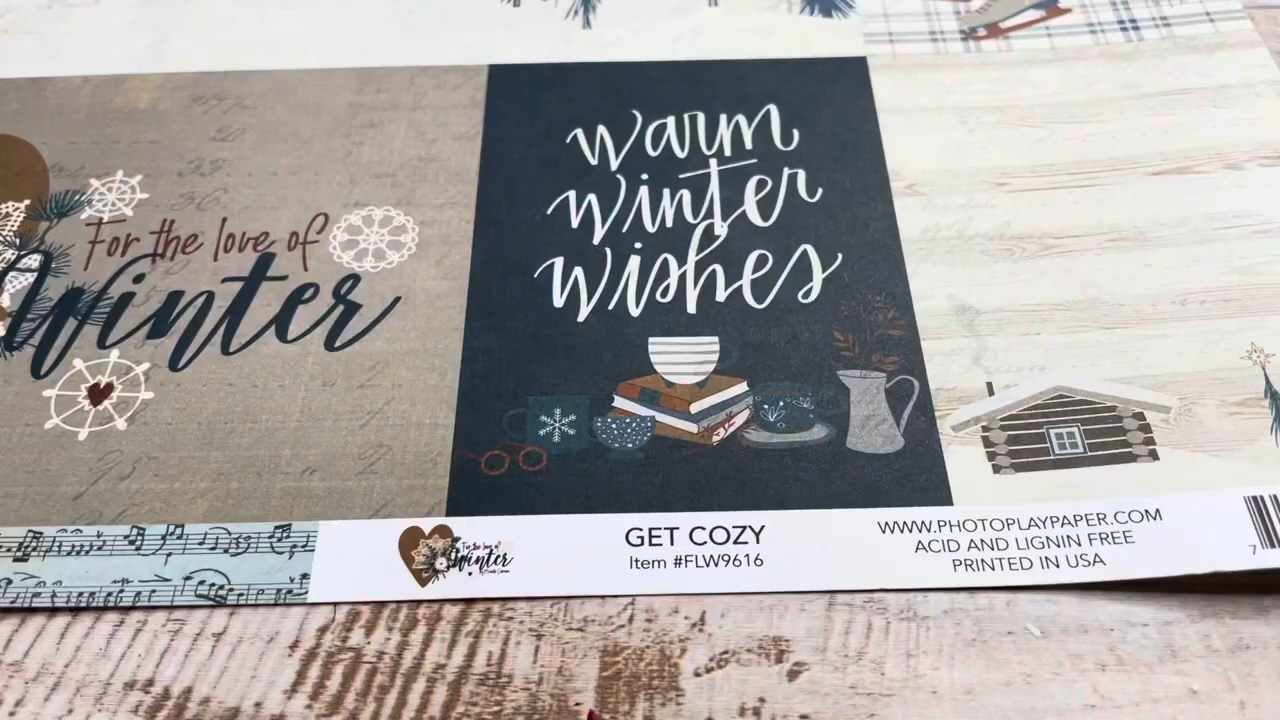 For the love of
Winter
warm
winter
wishes
For the love of
Winter
GET COZY
Item #FLW9616
WWW.PHOTOPLAYPAPER.COM
ACID AND LIGNIN FREE
PRINTED IN USA
7